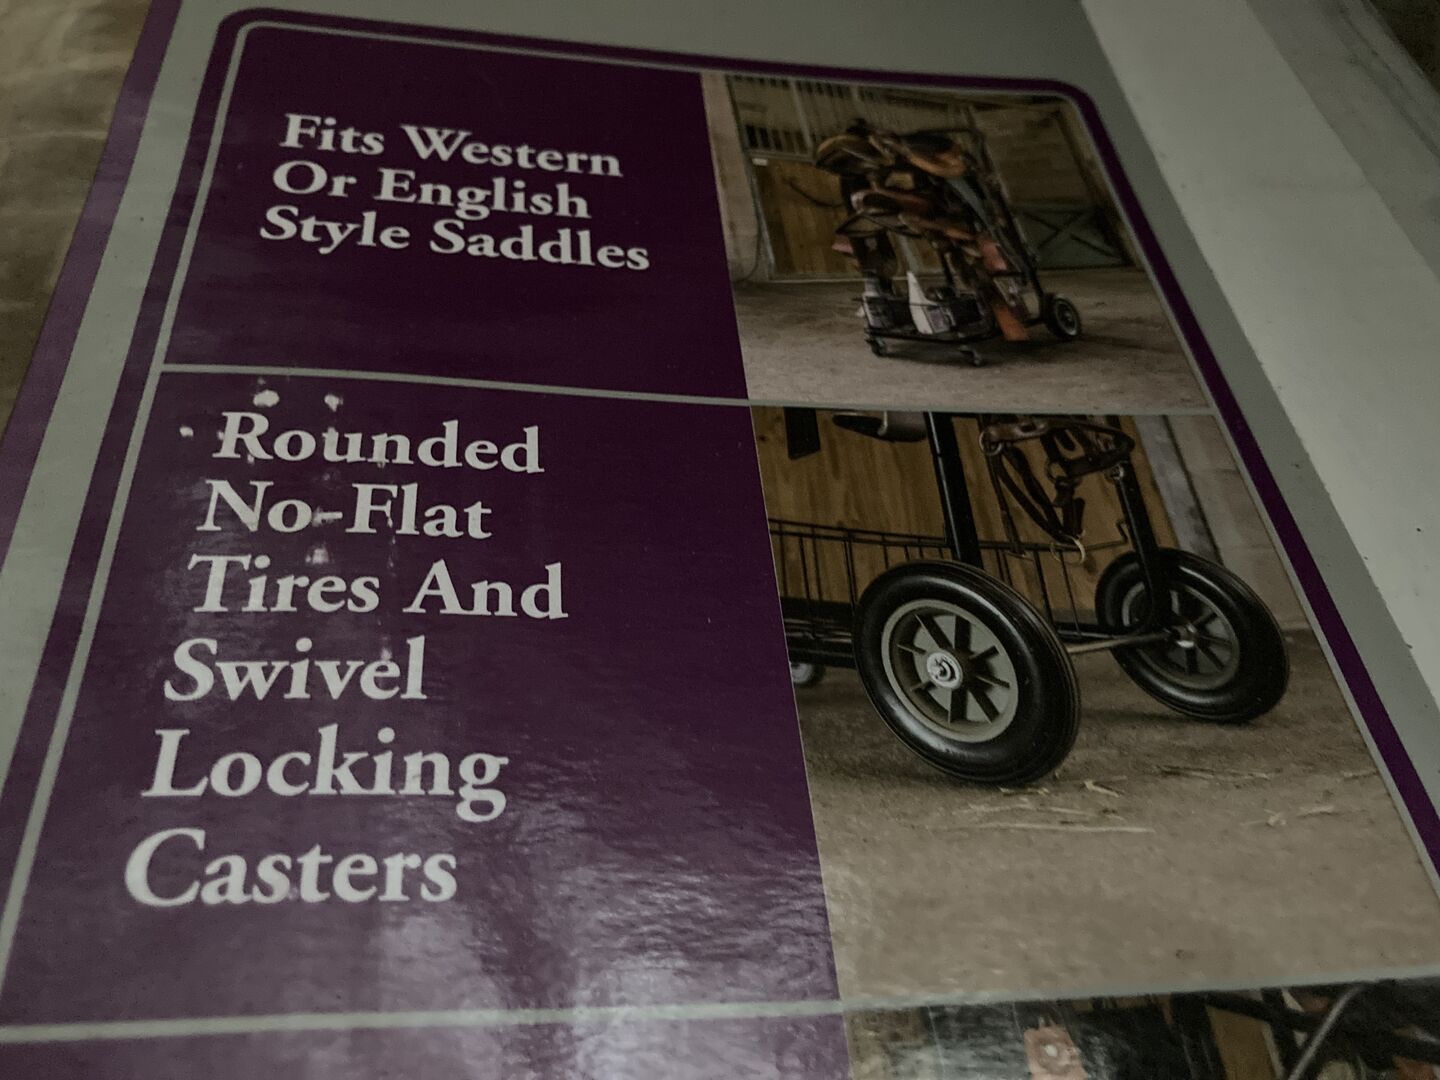 Fits Western
Or English
Style Saddles
Rounded
No-Flat
Tires And
Swivel
Locking
Casters